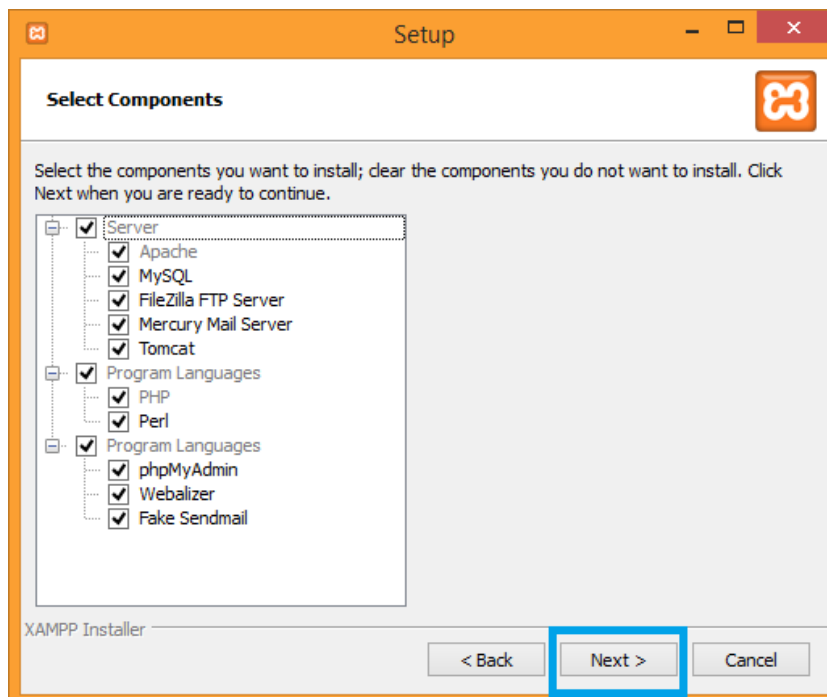 Setup
Select Components
Select the components you want to install; clear the components you do not want to install. Click
Next when you are ready to continue.
Server
Apache
MySQL
FileZilla FTP Server
Mercury Mail Server
Tomcat
Program Languages
PHP
Perl
Program Languages
phpMyAdmin
Webalizer
Fake Sendmail
XAMPP Installer
< Back
Next >
Cancel